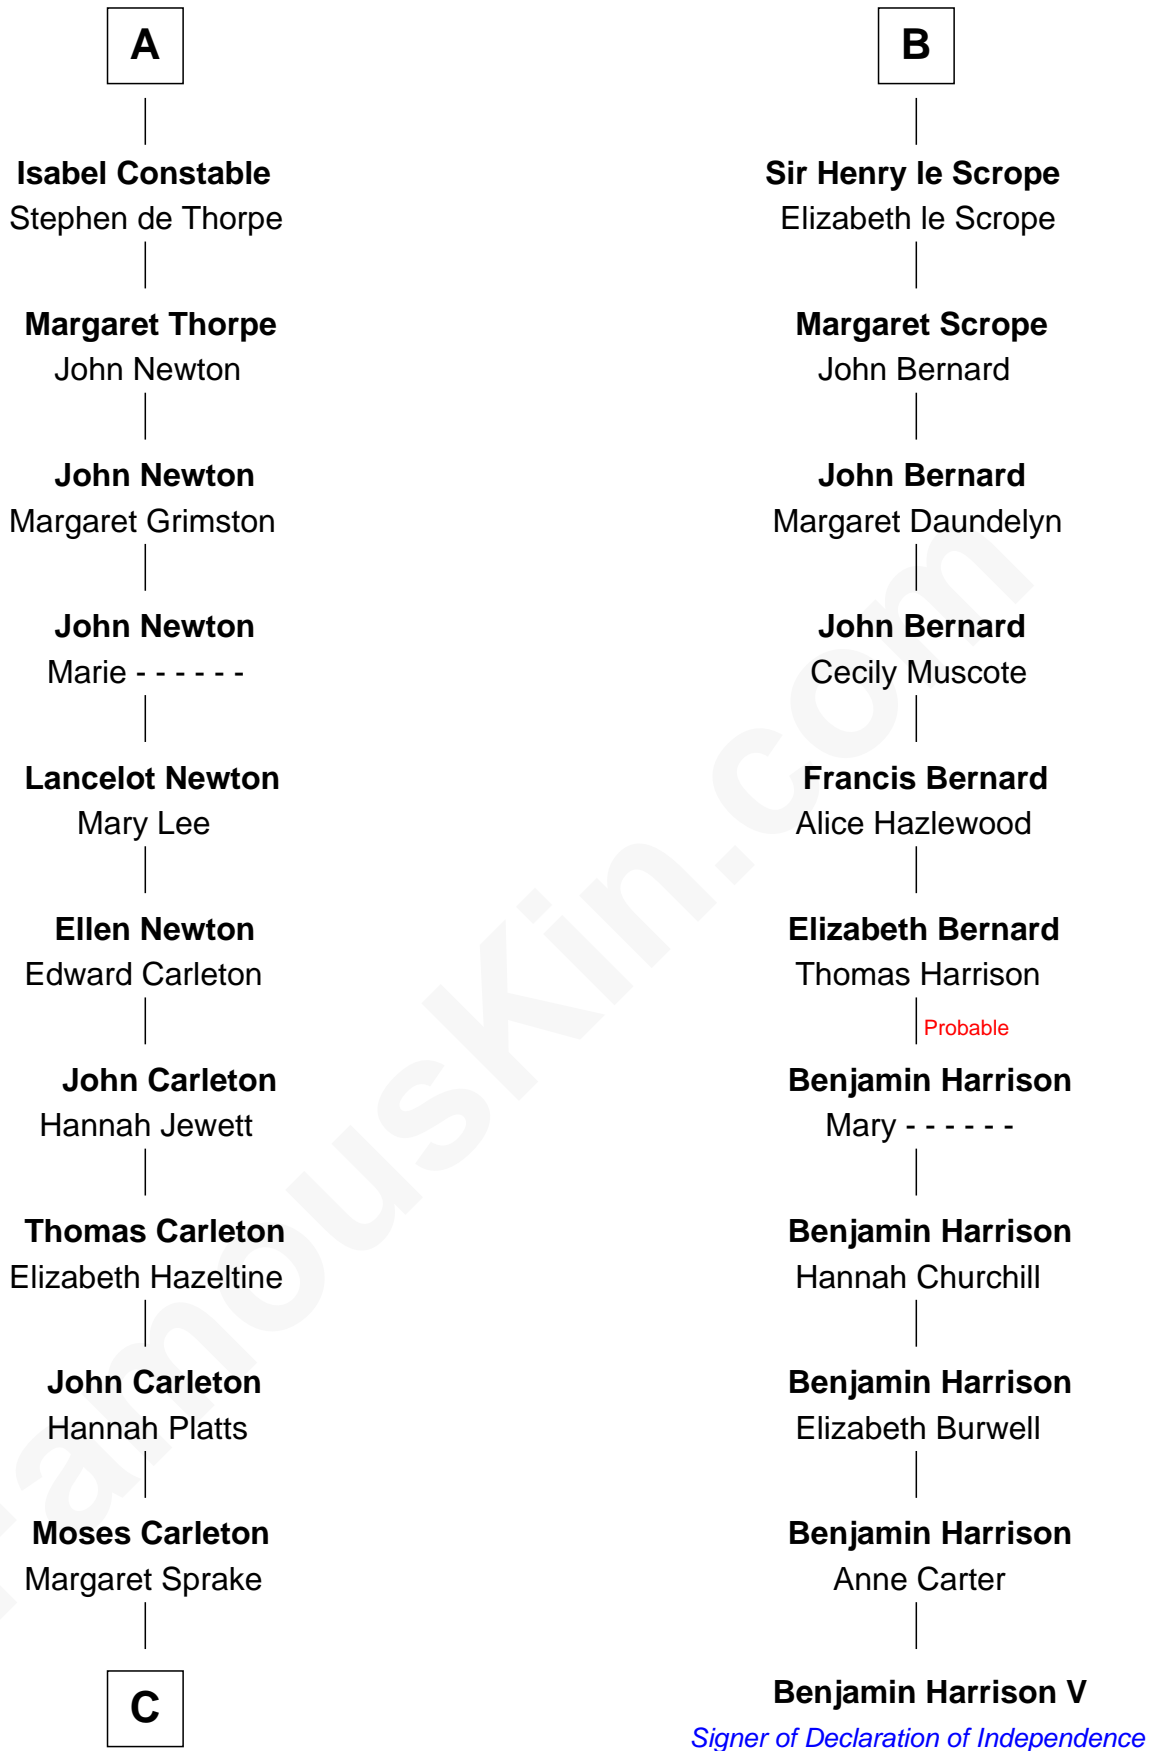 A
Isabel Constable
Stephen de Thorpe
Margaret Thorpe
John Newton
John Newton
Margaret Grimston
John Newton
Marie - - - - - -
Lancelot Newton
Mary Lee
Ellen Newton
Edward Carleton
John Carleton
Hannah Jewett
Thomas Carleton
Elizabeth Hazeltine
John Carleton
Hannah Platts
Moses Carleton
Margaret Sprake
C
B
Sir Henry le Scrope
Elizabeth le Scrope
Margaret Scrope
John Bernard
John Bernard
Margaret Daundelyn
John Bernard
Cecily Muscote
Francis Bernard
Alice Hazlewood
Elizabeth Bernard
Thomas Harrison
Probable
Benjamin Harrison
Mary - - - - - -
Benjamin Harrison
Hannah Churchill
Benjamin Harrison
Elizabeth Burwell
Benjamin Harrison
Anne Carter
Benjamin Harrison V
Signer of Declaration of Independence
FamousKin.com